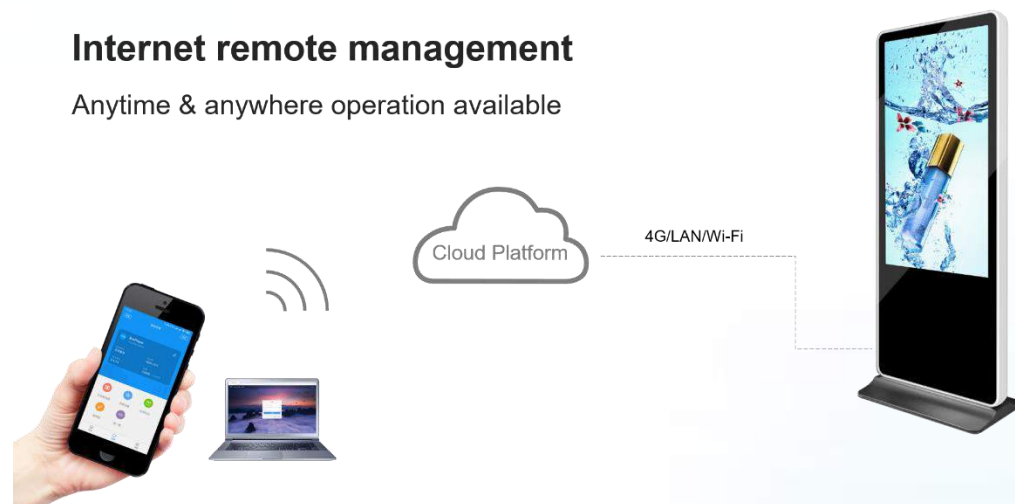 Internet remote management
Anytime & anywhere operation available
4G/LAN/Wi-Fi
Cloud Platform